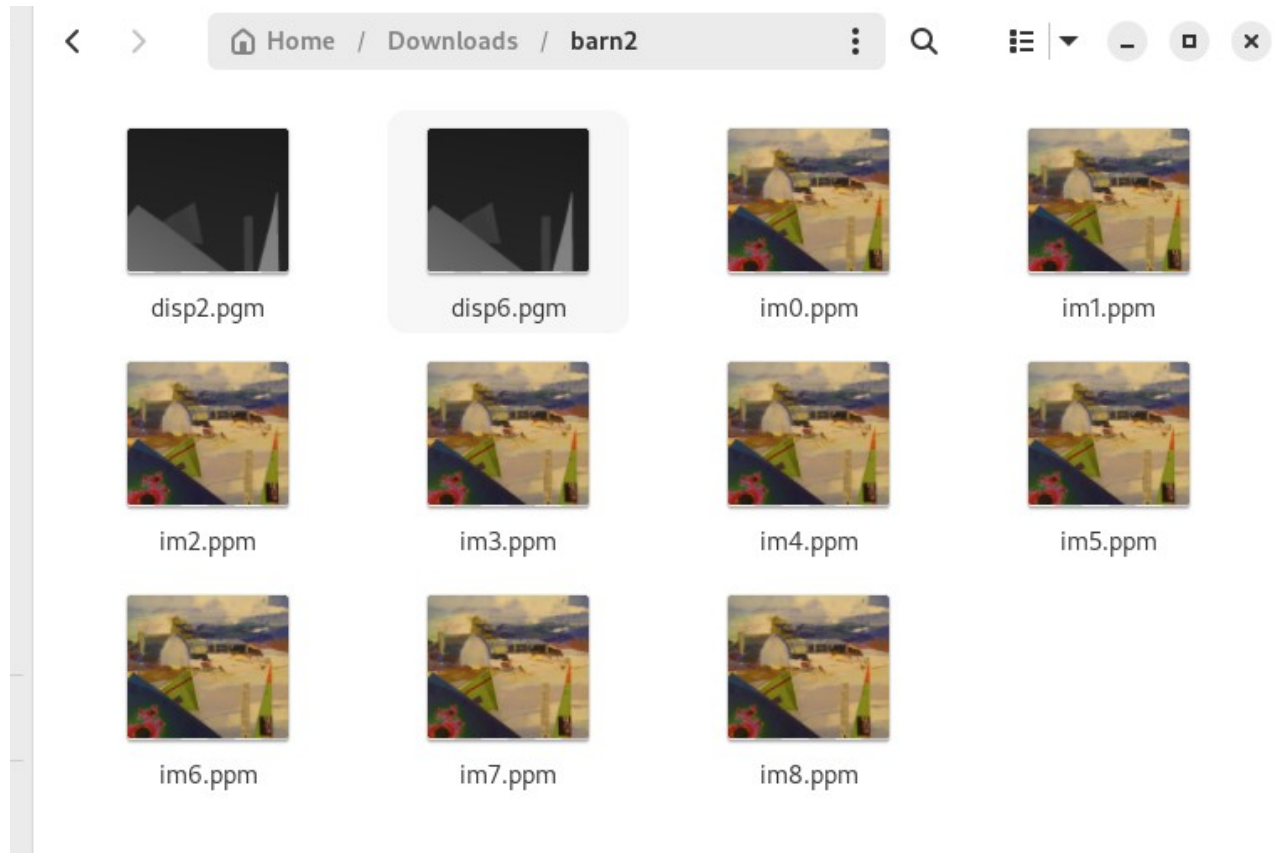 Home / Downloads / barn2
disp2.pgm disp6.pgm im0.ppm im1.ppm
im2.ppm im3.ppm im4.ppm im5.ppm
im6.ppm im7.ppm im8.ppm